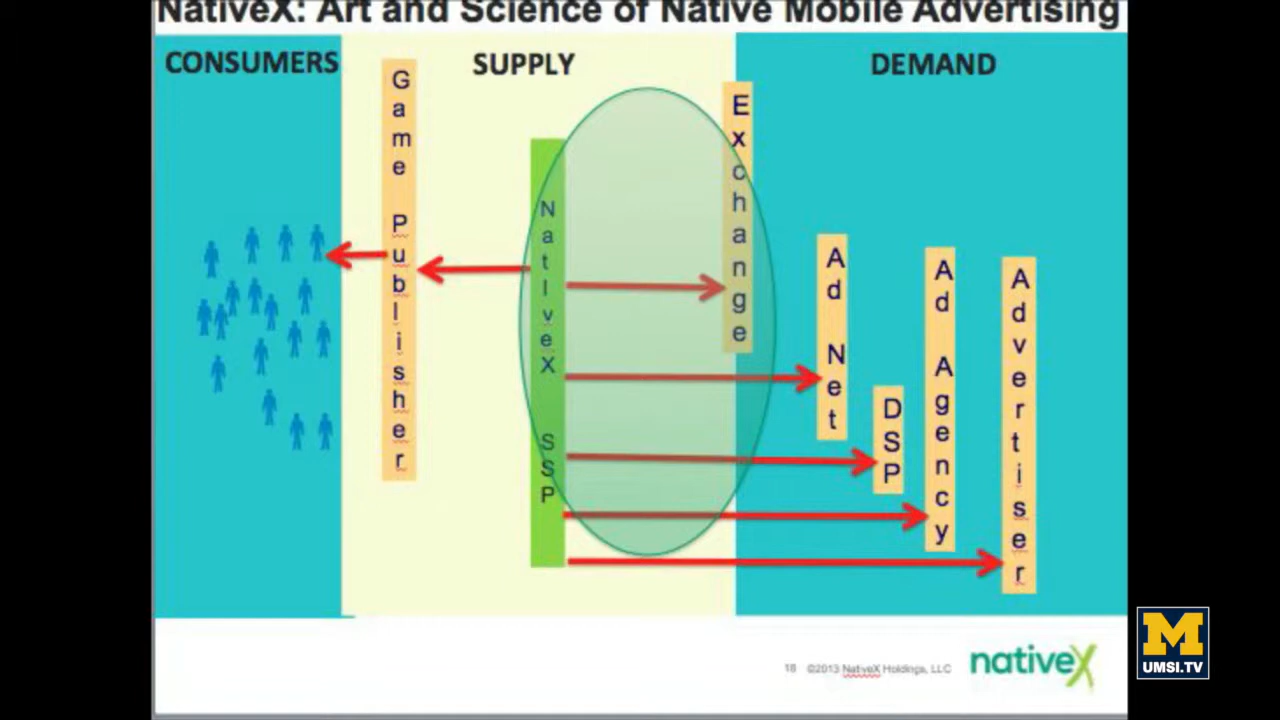 NativeX: Art and Science of Native Mobile Advertising
CONSUMERS
SUPPLY
DEMAND
Game Publisher
NatIveX SSP
Exchange
Ad Net
DSP
Ad Agency
Advertiser
18 ©2013 NativeX Holdings, LLC
nativeX
M
UMSI.TV